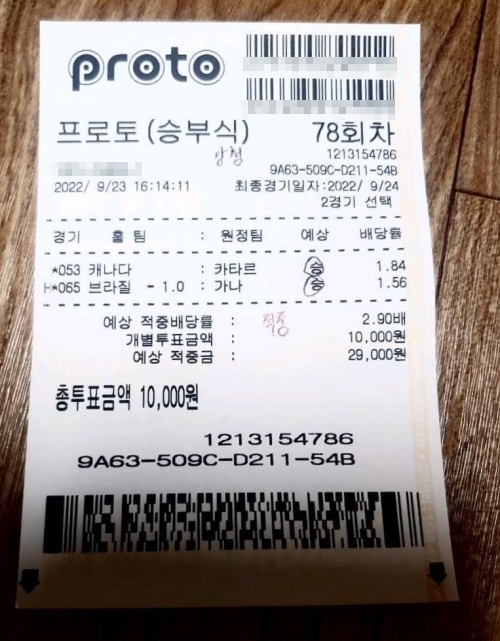 proto
프로토 (승부식) 78회차
당첨
1213154786
9A63-509C-D211-54B
2022/ 9/23 16:14:11 최종경기일자:2022/ 9/24
2경기 선택
경기 홈 팀 : 원정팀 예상 배당률
*053 캐나다 : 카타르 승 1.84
H*065 브라질 - 1.0 : 가나 승 1.56
예상 적중배당률 : 적중 2.90배
개별투표금액 : 10,000원
예상 적중금 : 29,000원
총투표금액 10,000원
1213154786
9A63-509C-D211-54B